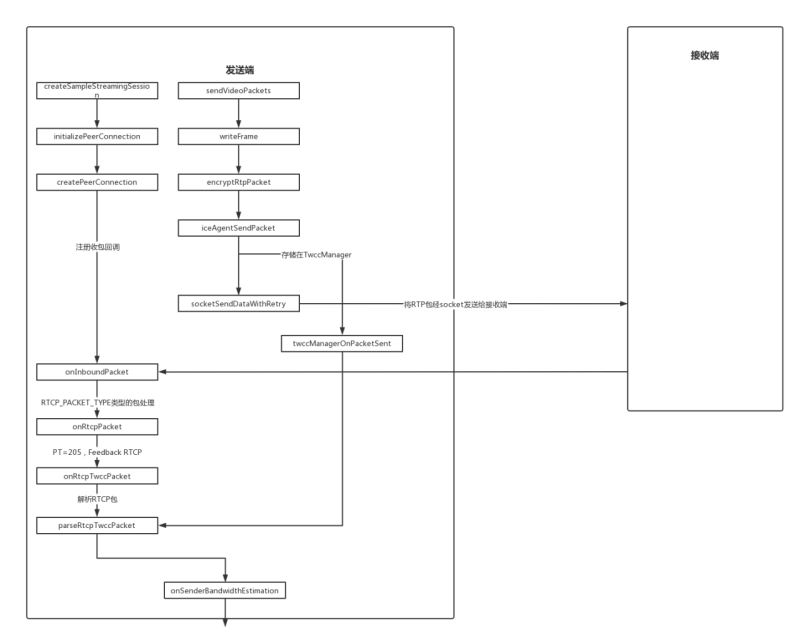 接收端
发送端
createSampleStreamingSessio
n
sendVideoPackets
initializePeerConnection
writeFrame
createPeerConnection
encryptRtpPacket
iceAgentSendPacket
注册收包回调
存储在TwccManager
socketSendDataWithRetry
将RTP包经socket发送给接收端
twccManagerOnPacketSent
onInboundPacket
RTCP_PACKET_TYPE类型的包处理
onRtcpPacket
PT=205，Feedback RTCP
onRtcpTwccPacket
解析RTCP包
parseRtcpTwccPacket
onSenderBandwidthEstimation